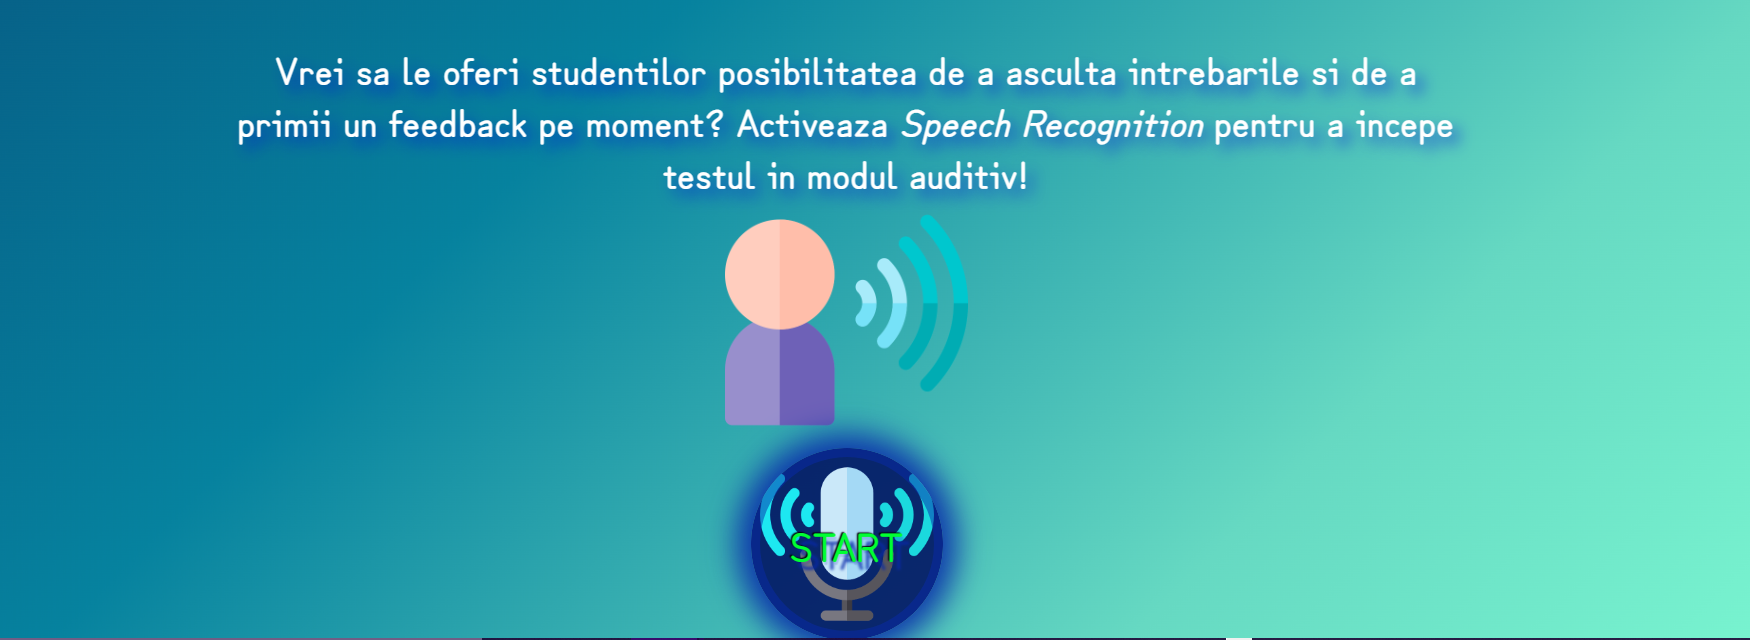 Vrei sa le oferi studentilor posibilitatea de a asculta intrebarile si de a
primii un feedback pe moment? Activeaza Speech Recognition pentru a incepe
testul in modul auditiv!
START